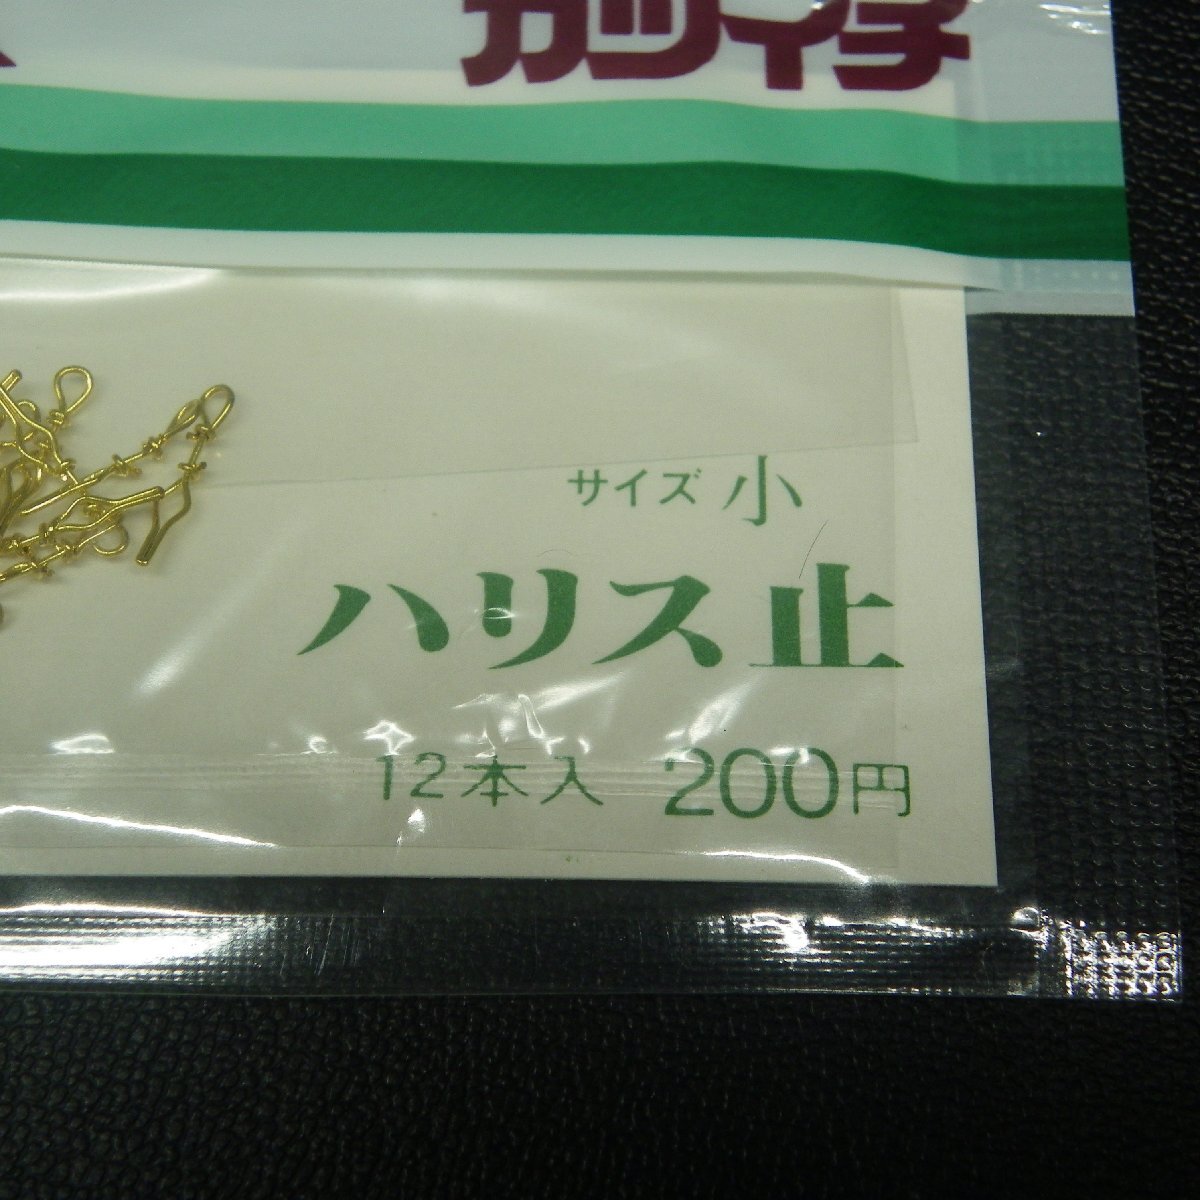 サイズ 小
ハリス止
12本入 200円